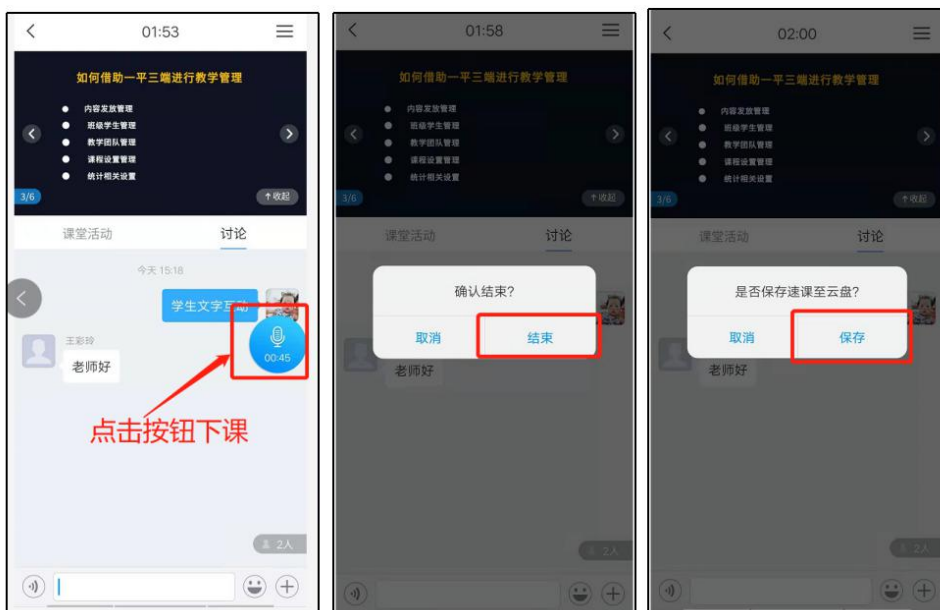 01:53
如何借助一平三端进行教学管理
内容发放管理
班级学生管理
教学团队管理
课程设置管理
统计相关设置
3/6
↑收起
课堂活动
讨论
今天 15:18
学生文字互动
00:45
王彩玲
老师好
点击按钮下课
2人
01:58
如何借助一平三端进行教学管理
内容发放管理
班级学生管理
教学团队管理
课程设置管理
统计相关设置
3/6
↑收起
课堂活动
讨论
确认结束?
取消
结束
老师好
2人
02:00
如何借助一平三端进行教学管理
内容发放管理
班级学生管理
教学团队管理
课程设置管理
统计相关设置
3/6
↑收起
课堂活动
讨论
是否保存速课至云盘?
取消
保存
老师好
2人